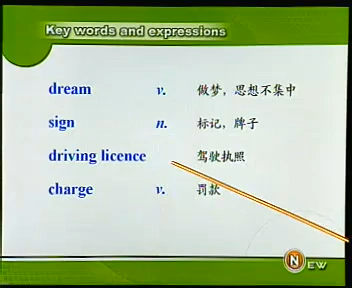 Key words and expressions
dream v. 做梦，思想不集中
sign n. 标记，牌子
driving licence 驾驶执照
charge v. 罚款
NEW